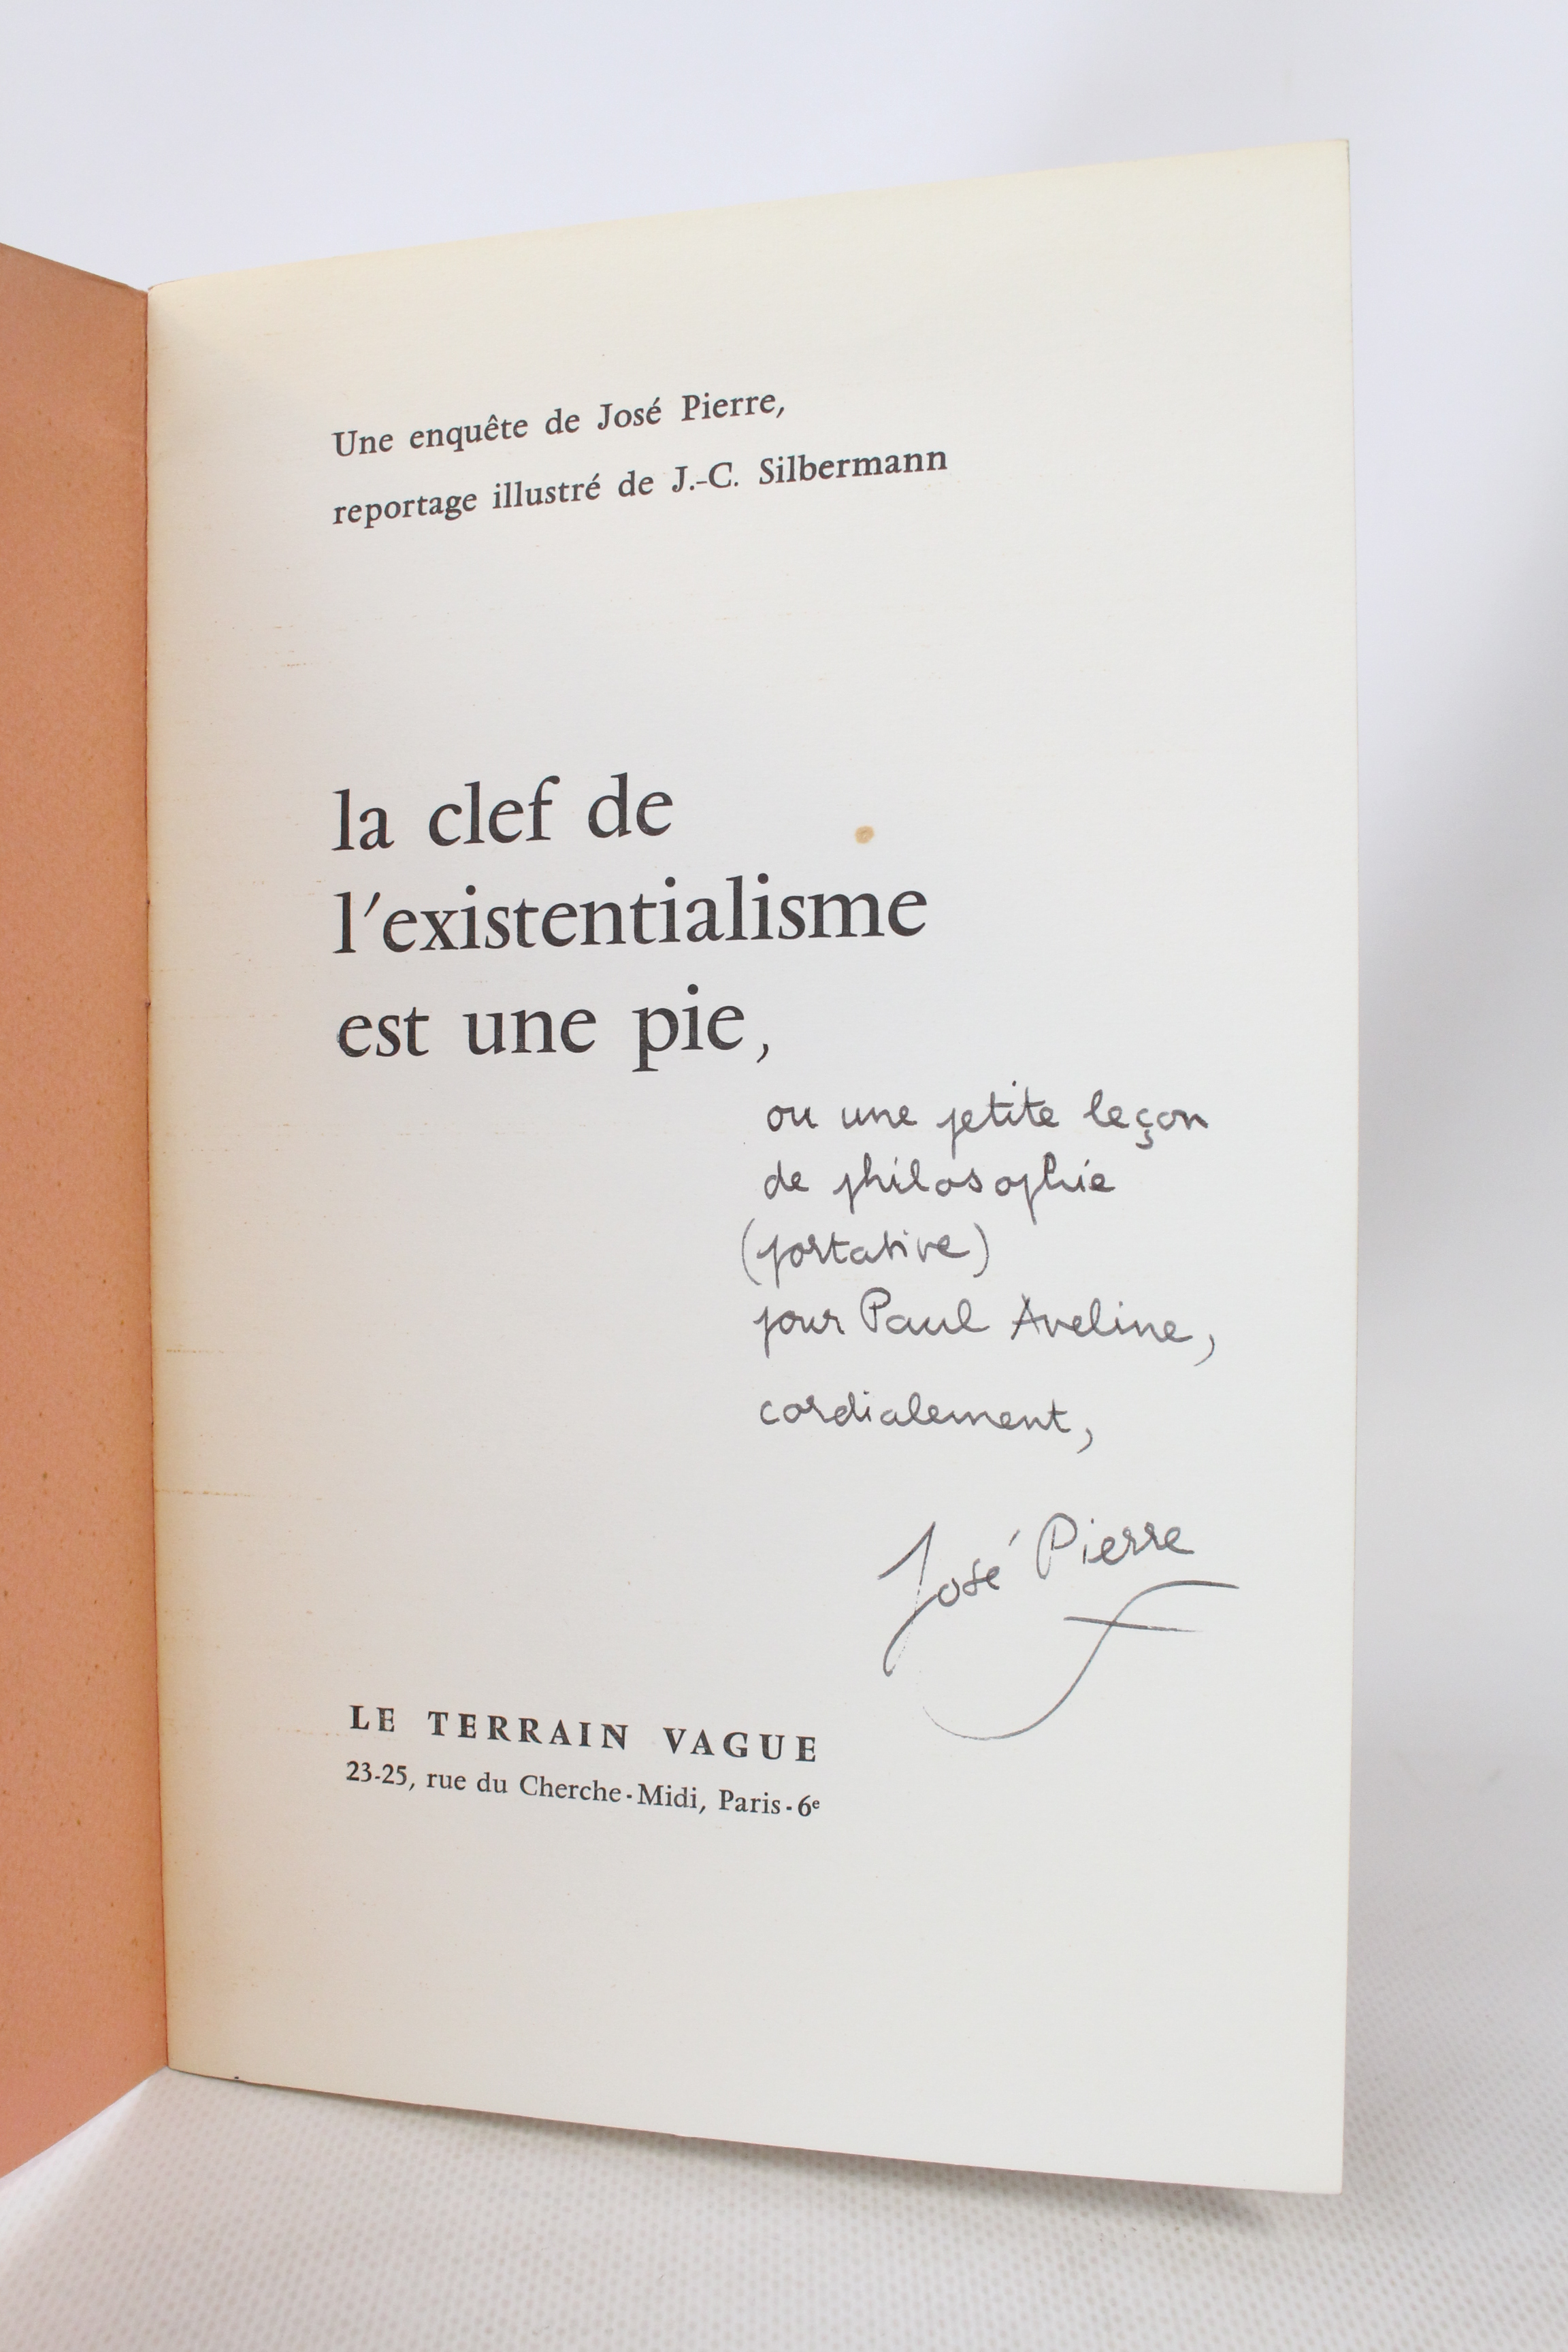 Une enquête de José Pierre,
reportage illustré de J.-C. Silbermann
la clef de
l'existentialisme
est une pie,
ou une petite leçon
de philosophie
(portative)
pour Paul Aveline,
cordialement,
José Pierre
LE TERRAIN VAGUE
23-25, rue du Cherche-Midi, Paris-6e